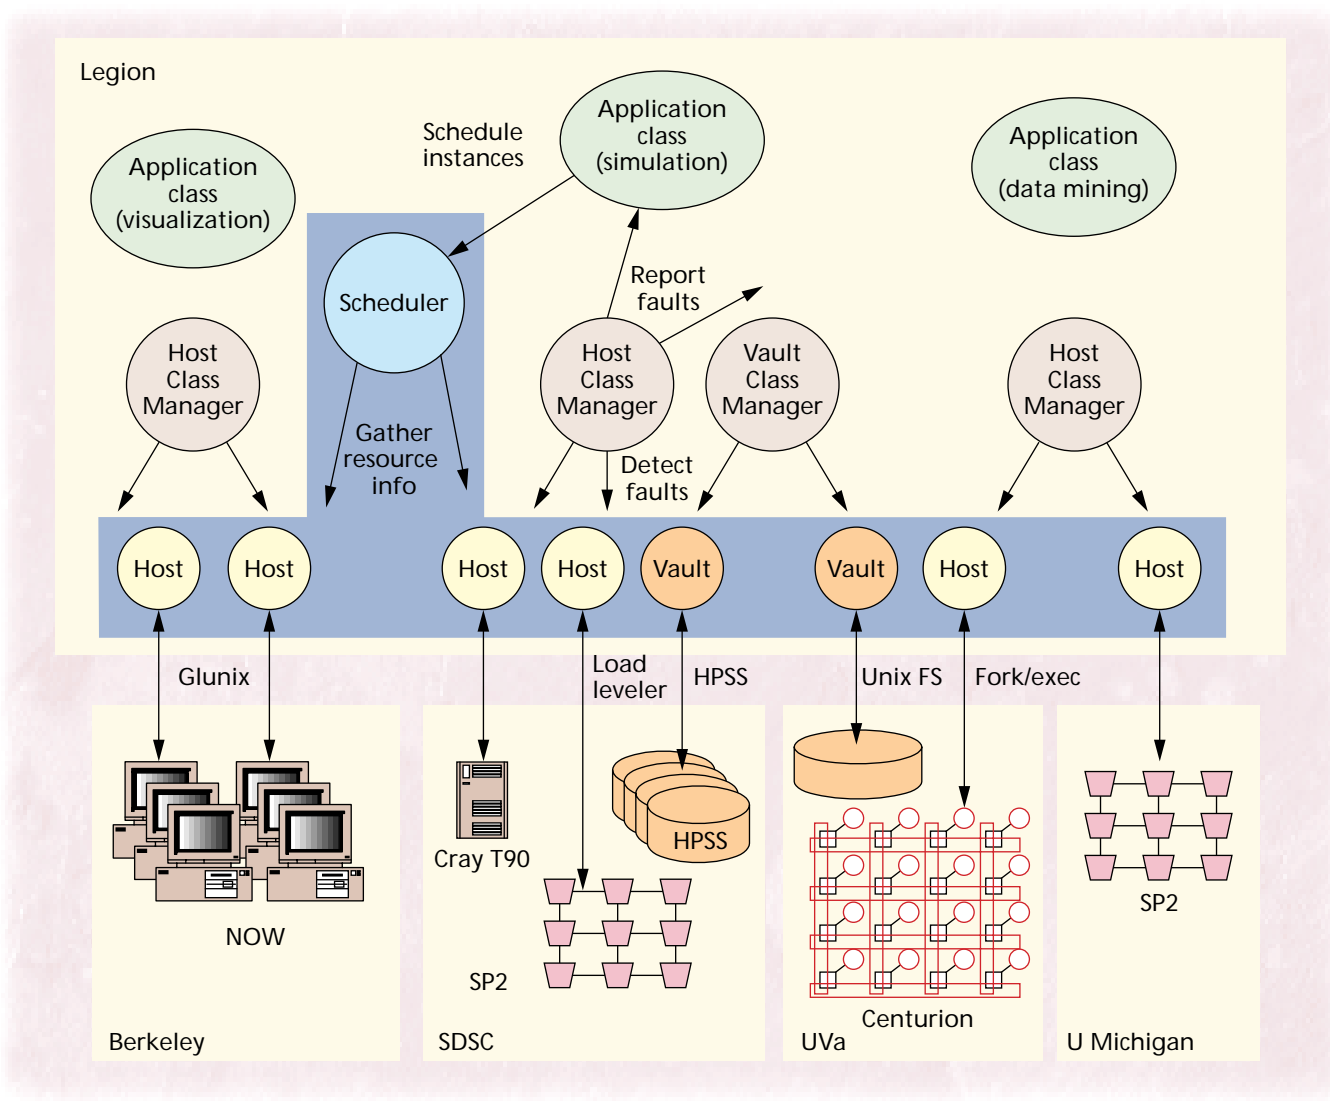 Legion
Application
class
(visualization)
Schedule
instances
Application
class
(simulation)
Application
class
(data mining)
Scheduler
Report
faults
Host
Class
Manager
Host
Class
Manager
Vault
Class
Manager
Host
Class
Manager
Gather
resource
info
Detect
faults
Host
Host
Host
Host
Vault
Vault
Host
Host
Glunix
Load
leveler
HPSS
Unix FS
Fork/exec
NOW
Berkeley
Cray T90
HPSS
SP2
SDSC
Centurion
UVa
SP2
U Michigan